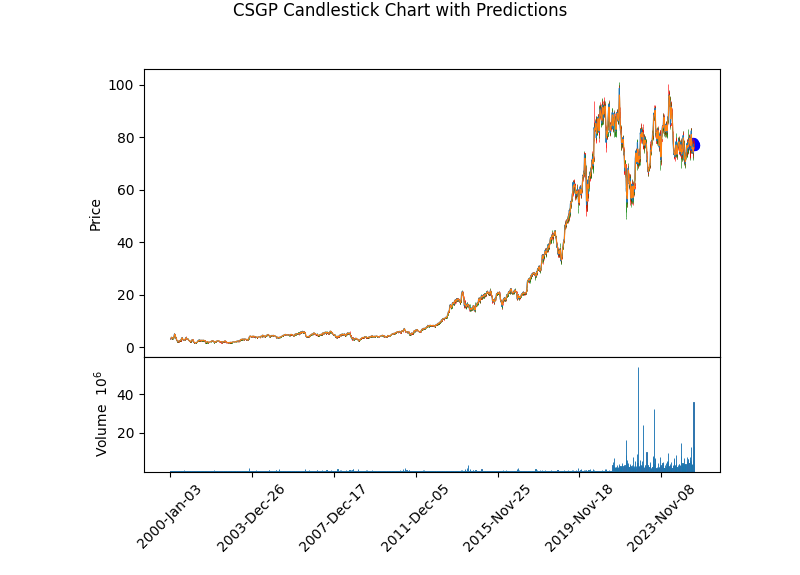 CSGP Candlestick Chart with Predictions
100
80
60
40
20
0
Price
40
20
Volume 10^6
2000-Jan-03
2003-Dec-26
2007-Dec-17
2011-Dec-05
2015-Nov-25
2019-Nov-18
2023-Nov-08